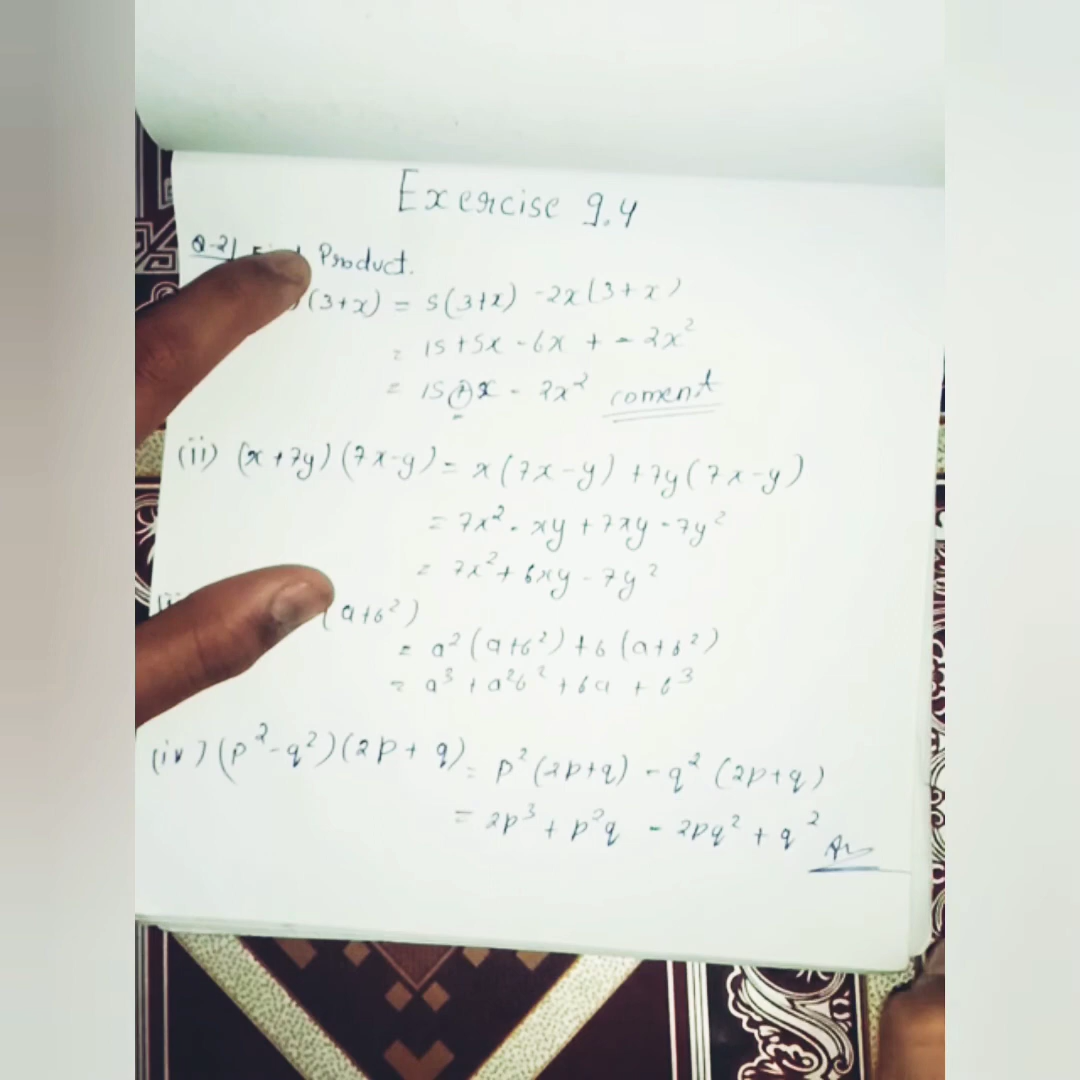 Exercise 9.4
Q-2) Product.
(3+x) = 5(3+x) -2x(3+x)
= 15+5x -6x + - 2x²
= 15+x - 2x² coment
(ii) (x+7y) (7x-y) = x(7x-y) +7y(7x-y)
= 7x² - xy +7xy -7y²
= 7x²+6xy -7y²
(a+b²)
= a²(a+b²) +b(a+b²)
= a³ +a²b² +ba + b³
(iv) (p²-q²)(2p+q) = p²(2p+q) -q²(2p+q)
= 2p³ + p²q - 2pq² + q²